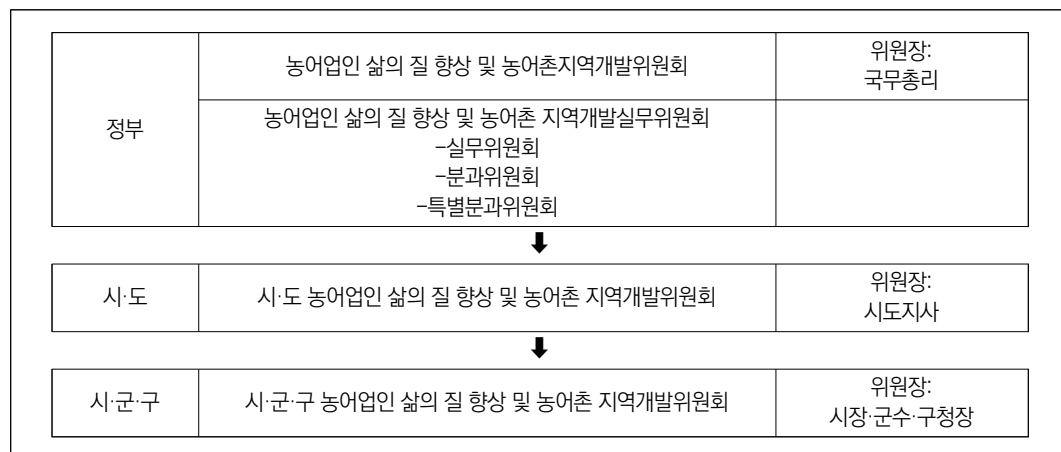 정부
농어업인 삶의 질 향상 및 농어촌지역개발위원회
위원장:
국무총리
농어업인 삶의 질 향상 및 농어촌 지역개발실무위원회
-실무위원회
-분과위원회
-특별분과위원회
시·도
시·도 농어업인 삶의 질 향상 및 농어촌 지역개발위원회
위원장:
시도지사
시·군·구
시·군·구 농어업인 삶의 질 향상 및 농어촌 지역개발위원회
위원장:
시장·군수·구청장